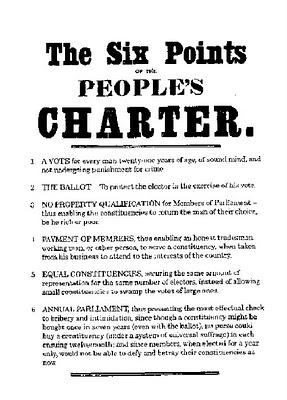 The Six Points
OF THE
PEOPLE'S
CHARTER.
1 A VOTE for every man twenty-one years of age, of sound mind, and
not undergoing punishment for crime
2 THE BALLOT – To protect the elector in the exercise of his vote.
3 NO PROPERTY QUALIFICATION for Members of Parliament –
thus enabling the constituencies to return the man of their choice,
be he rich or poor.
4 PAYMENT OF MEMBERS, thus enabling an honest tradesman
working man, or other person, to serve a constituency, when taken
from his business to attend to the interests of the country.
5 EQUAL CONSTITUENCIES, securing the same amount of
representation for the same number of electors, instead of allowing
small constituencies to swamp the votes of large ones.
6 ANNUAL PARLIAMENT, thus presenting the most effectual check
to bribery and intimidation, since though a constituency might be
bought once in seven years (even with the ballot), no purse could
buy a constituency (under a system of universal suffrage) in each
ensuing twelvemonth; and since members, when elected for a year
only, would not be able to defy and betray their constituencies as
now